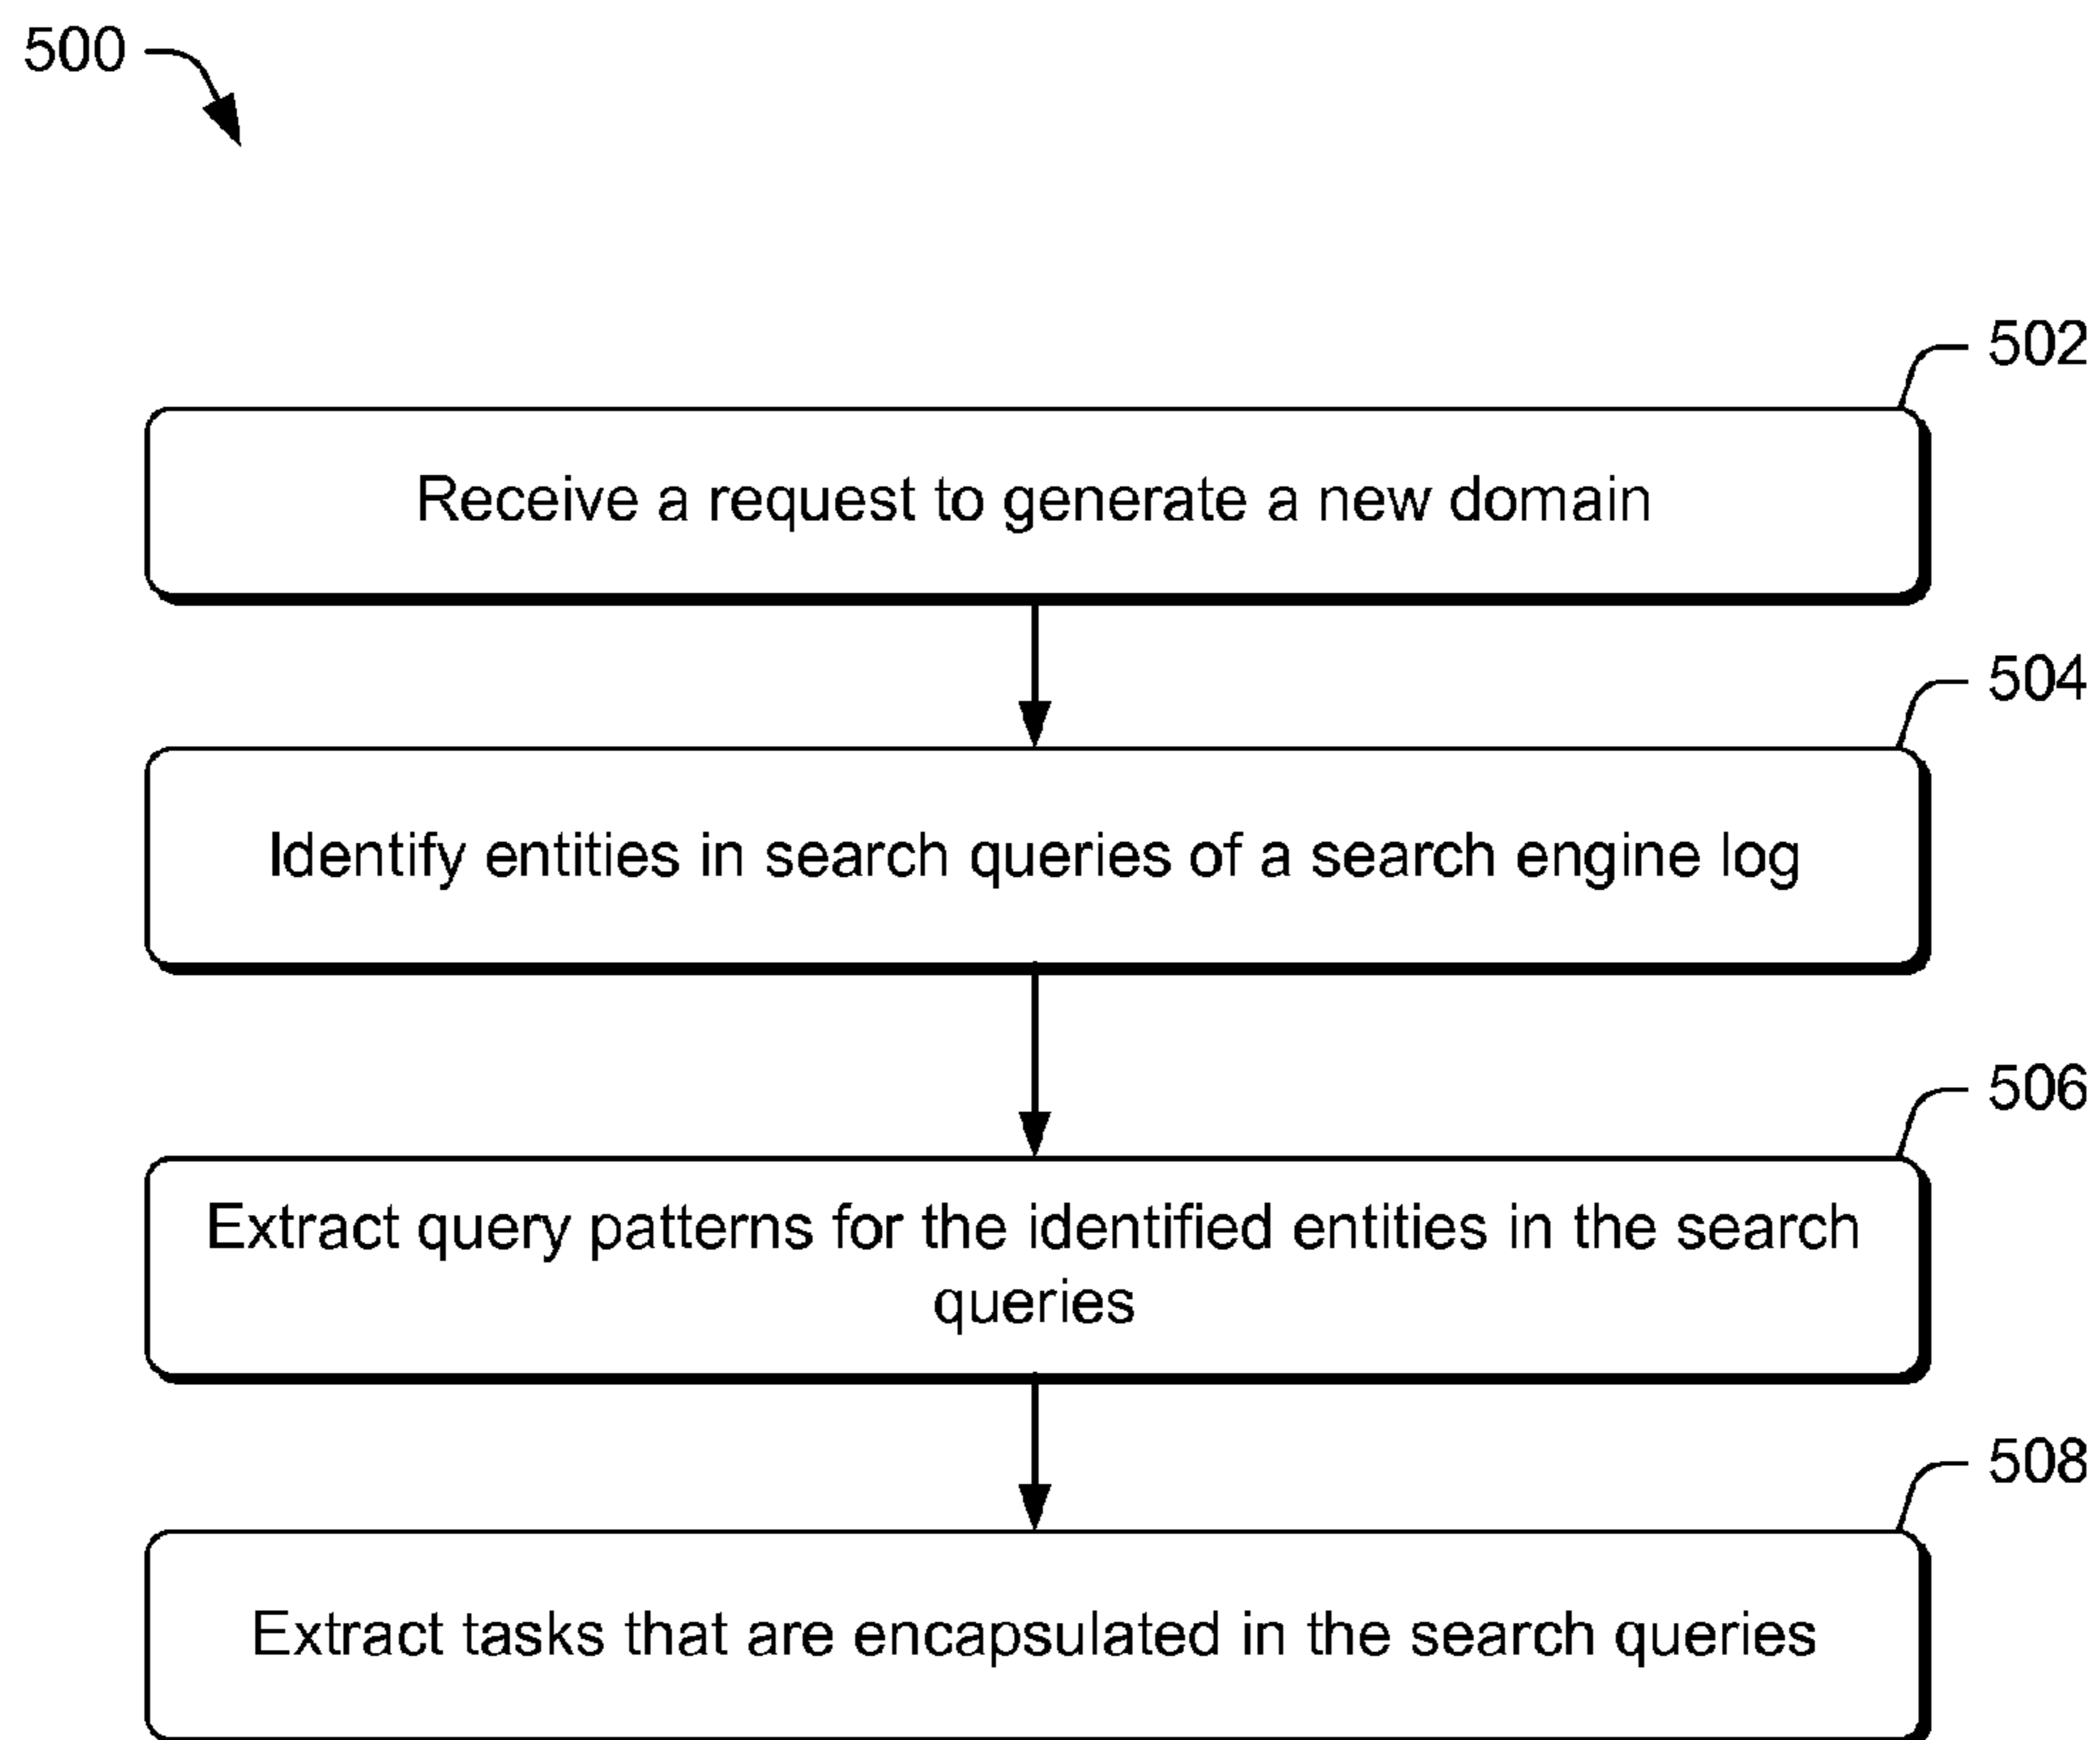 500
502
Receive a request to generate a new domain
504
Identify entities in search queries of a search engine log
506
Extract query patterns for the identified entities in the search
queries
508
Extract tasks that are encapsulated in the search queries